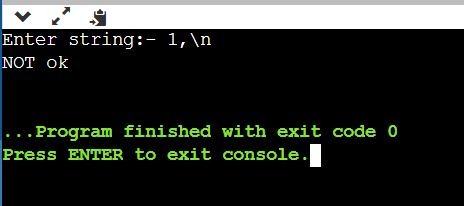 Enter string:- 1,\n
NOT ok
...Program finished with exit code 0
Press ENTER to exit console.